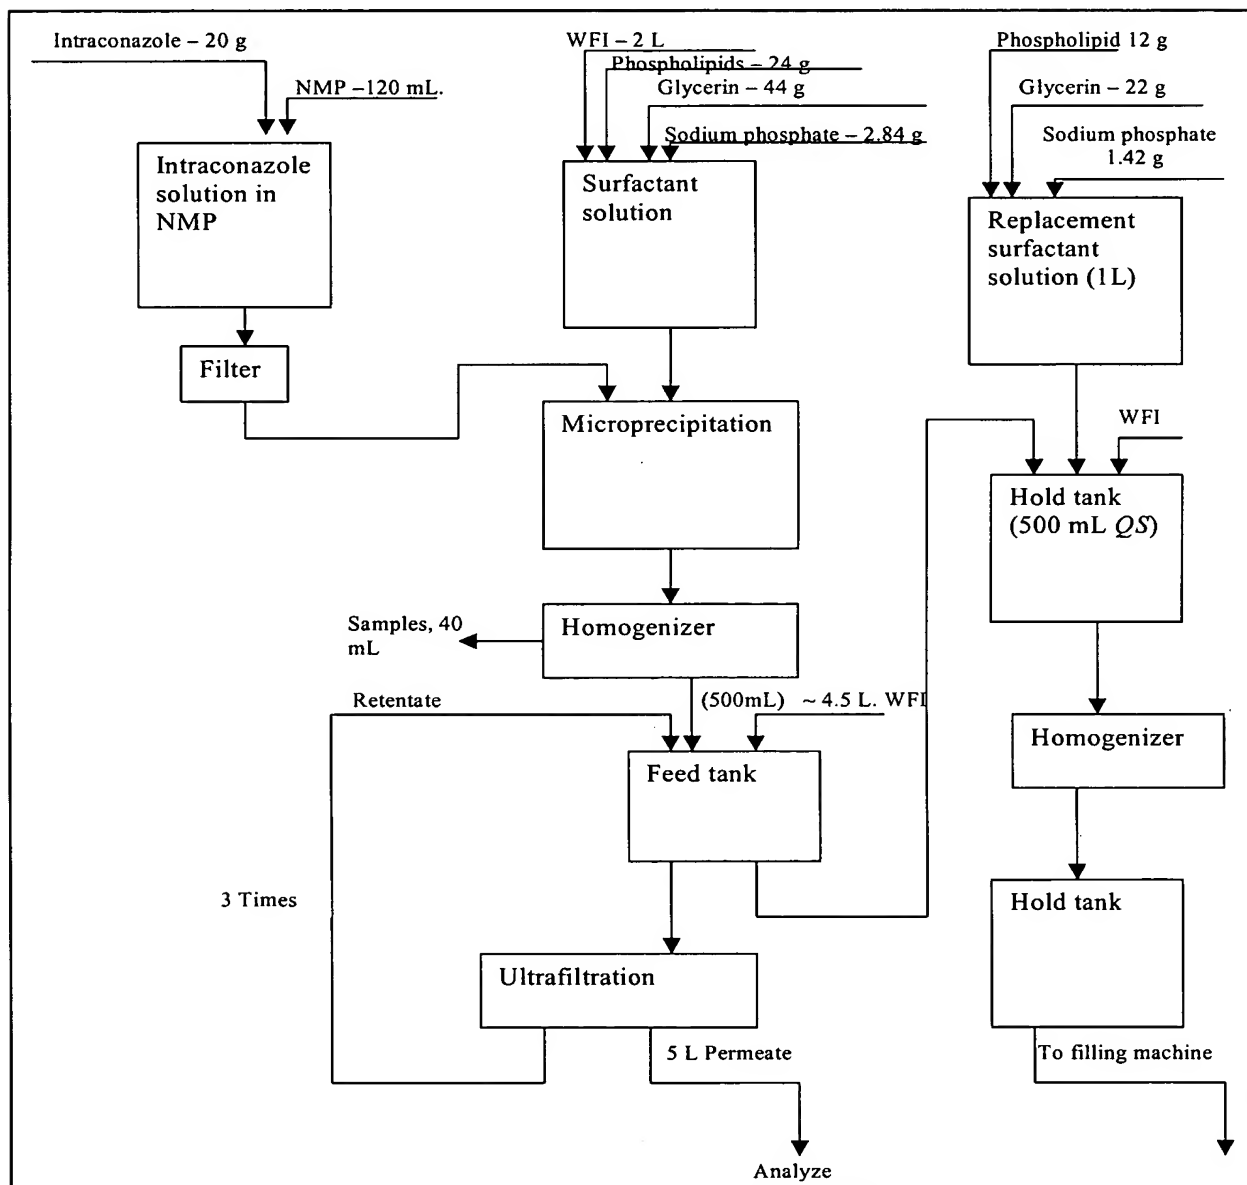 Intraconazole – 20 g
NMP –120 mL.
Intraconazole
solution in
NMP
Filter
WFI – 2 L
Phospholipids – 24 g
Glycerin – 44 g
Sodium phosphate – 2.84 g
Surfactant
solution
Microprecipitation
Homogenizer
Samples, 40
mL
Retentate
(500mL) ~ 4.5 L. WFI
Feed tank
3 Times
Ultrafiltration
5 L Permeate
Analyze
Phospholipid 12 g
Glycerin – 22 g
Sodium phosphate
1.42 g
Replacement
surfactant
solution (1L)
WFI
Hold tank
(500 mL QS)
Homogenizer
Hold tank
To filling machine